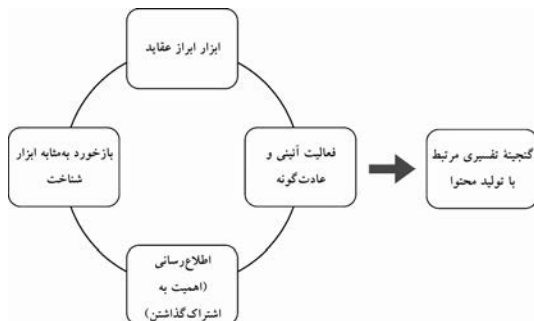 ابزار ابراز عقاید
فعالیت آئینی و
عادت‌گونه
گنجینهٔ تفسیری مرتبط
با تولید محتوا
بازخورد به‌مثابه ابزار
شناخت
اطلاع‌رسانی
(اهمیت به
اشتراک‌گذاشتن)